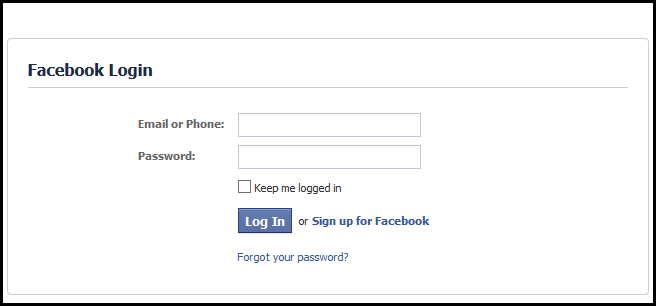 Facebook Login
Email or Phone:
Password:
Keep me logged in
Log In or Sign up for Facebook
Forgot your password?